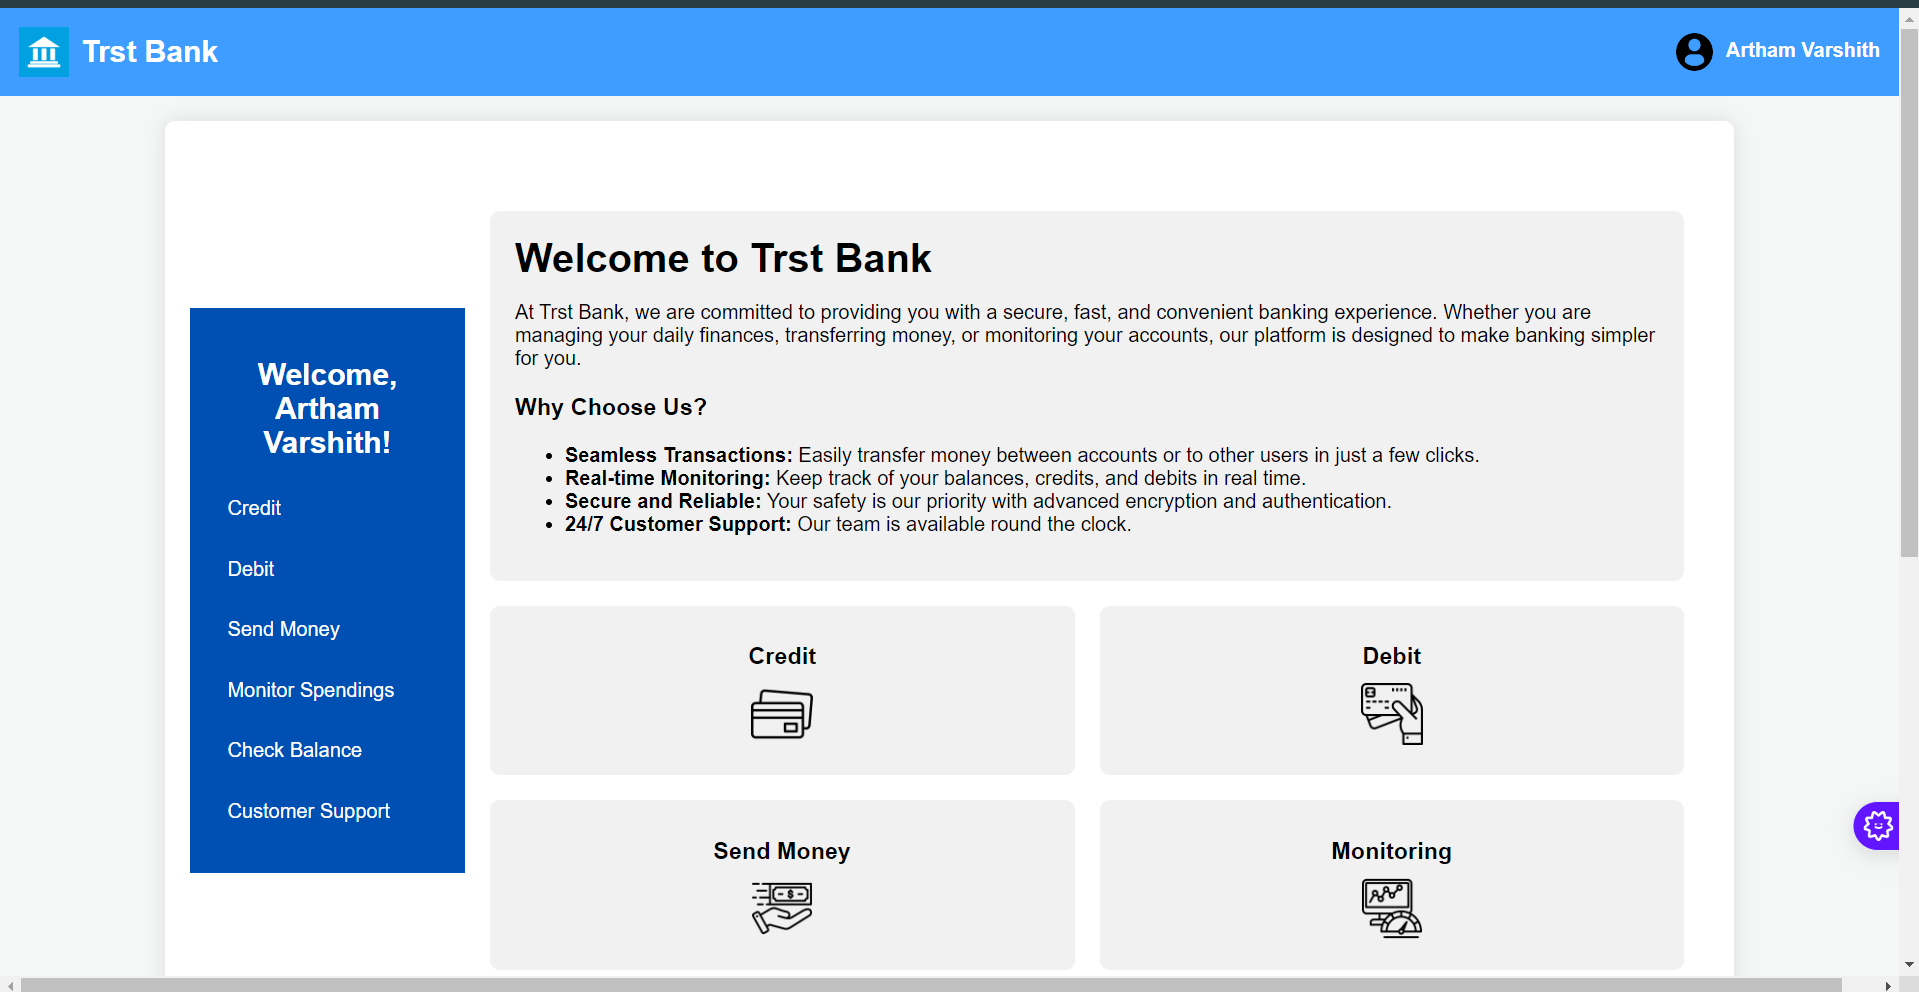 Trst Bank
Artham Varshith
Welcome,
Artham
Varshith!
Credit
Debit
Send Money
Monitor Spendings
Check Balance
Customer Support
Welcome to Trst Bank
At Trst Bank, we are committed to providing you with a secure, fast, and convenient banking experience. Whether you are
managing your daily finances, transferring money, or monitoring your accounts, our platform is designed to make banking simpler
for you.
Why Choose Us?
• Seamless Transactions: Easily transfer money between accounts or to other users in just a few clicks.
• Real-time Monitoring: Keep track of your balances, credits, and debits in real time.
• Secure and Reliable: Your safety is our priority with advanced encryption and authentication.
• 24/7 Customer Support: Our team is available round the clock.
Credit
Debit
Send Money
Monitoring